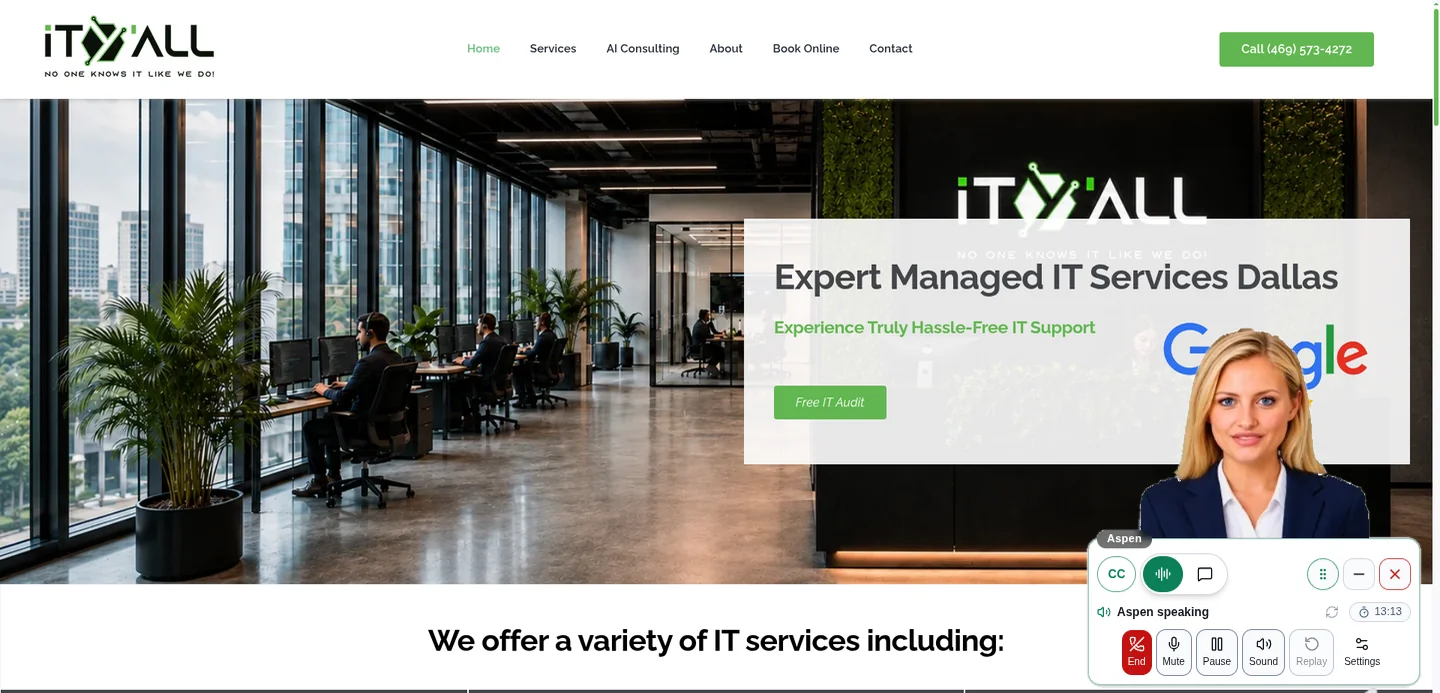 iTY'ALL
NO ONE KNOWS IT LIKE WE DO!
Home
Services
AI Consulting
About
Book Online
Contact
Call (469) 573-4272
iTY'ALL
NO ONE KNOWS IT LIKE WE DO!
Expert Managed IT Services Dallas
Experience Truly Hassle-Free IT Support
Free IT Audit
Aspen
CC
Aspen speaking
13:13
End
Mute
Pause
Sound
Replay
Settings
We offer a variety of IT services including: